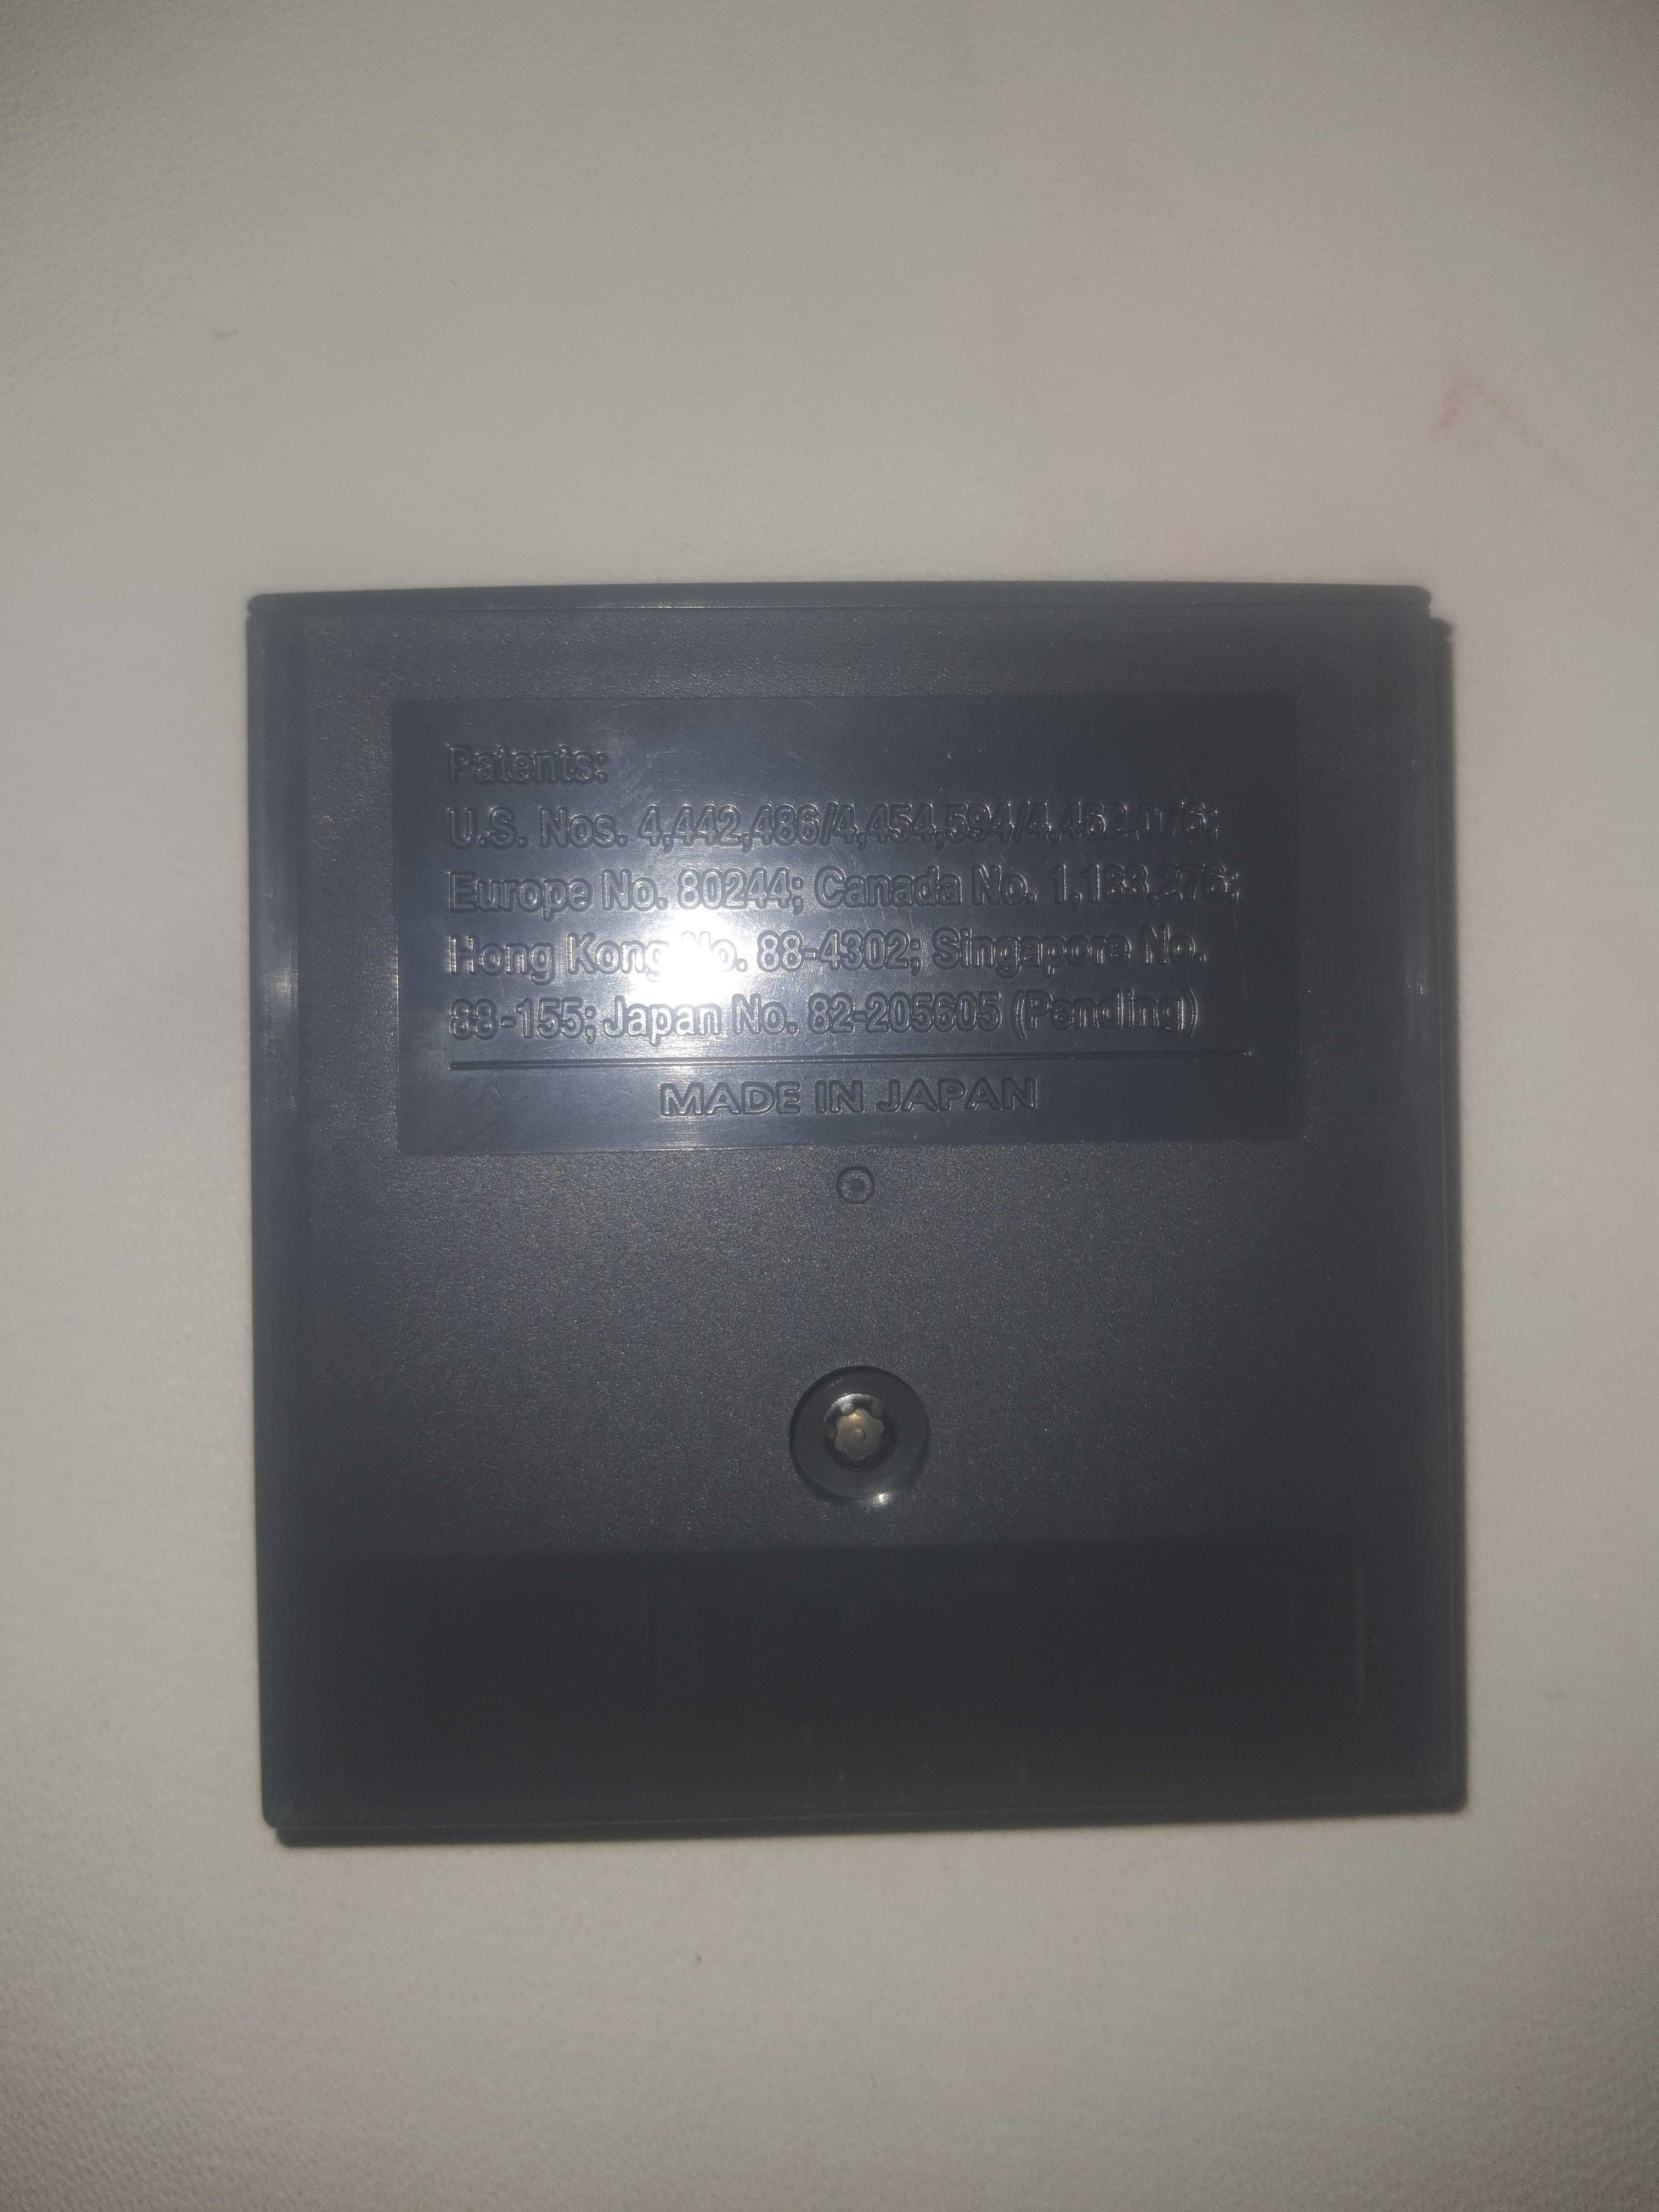 Patents:
U.S. Nos. 4,442,486/4,454,594/4,462,076;
Europe No. 80244; Canada No. 1,183,276;
Hong Kong No. 88-4302; Singapore No.
88-155; Japan No. 82-205605 (Pending)
MADE IN JAPAN